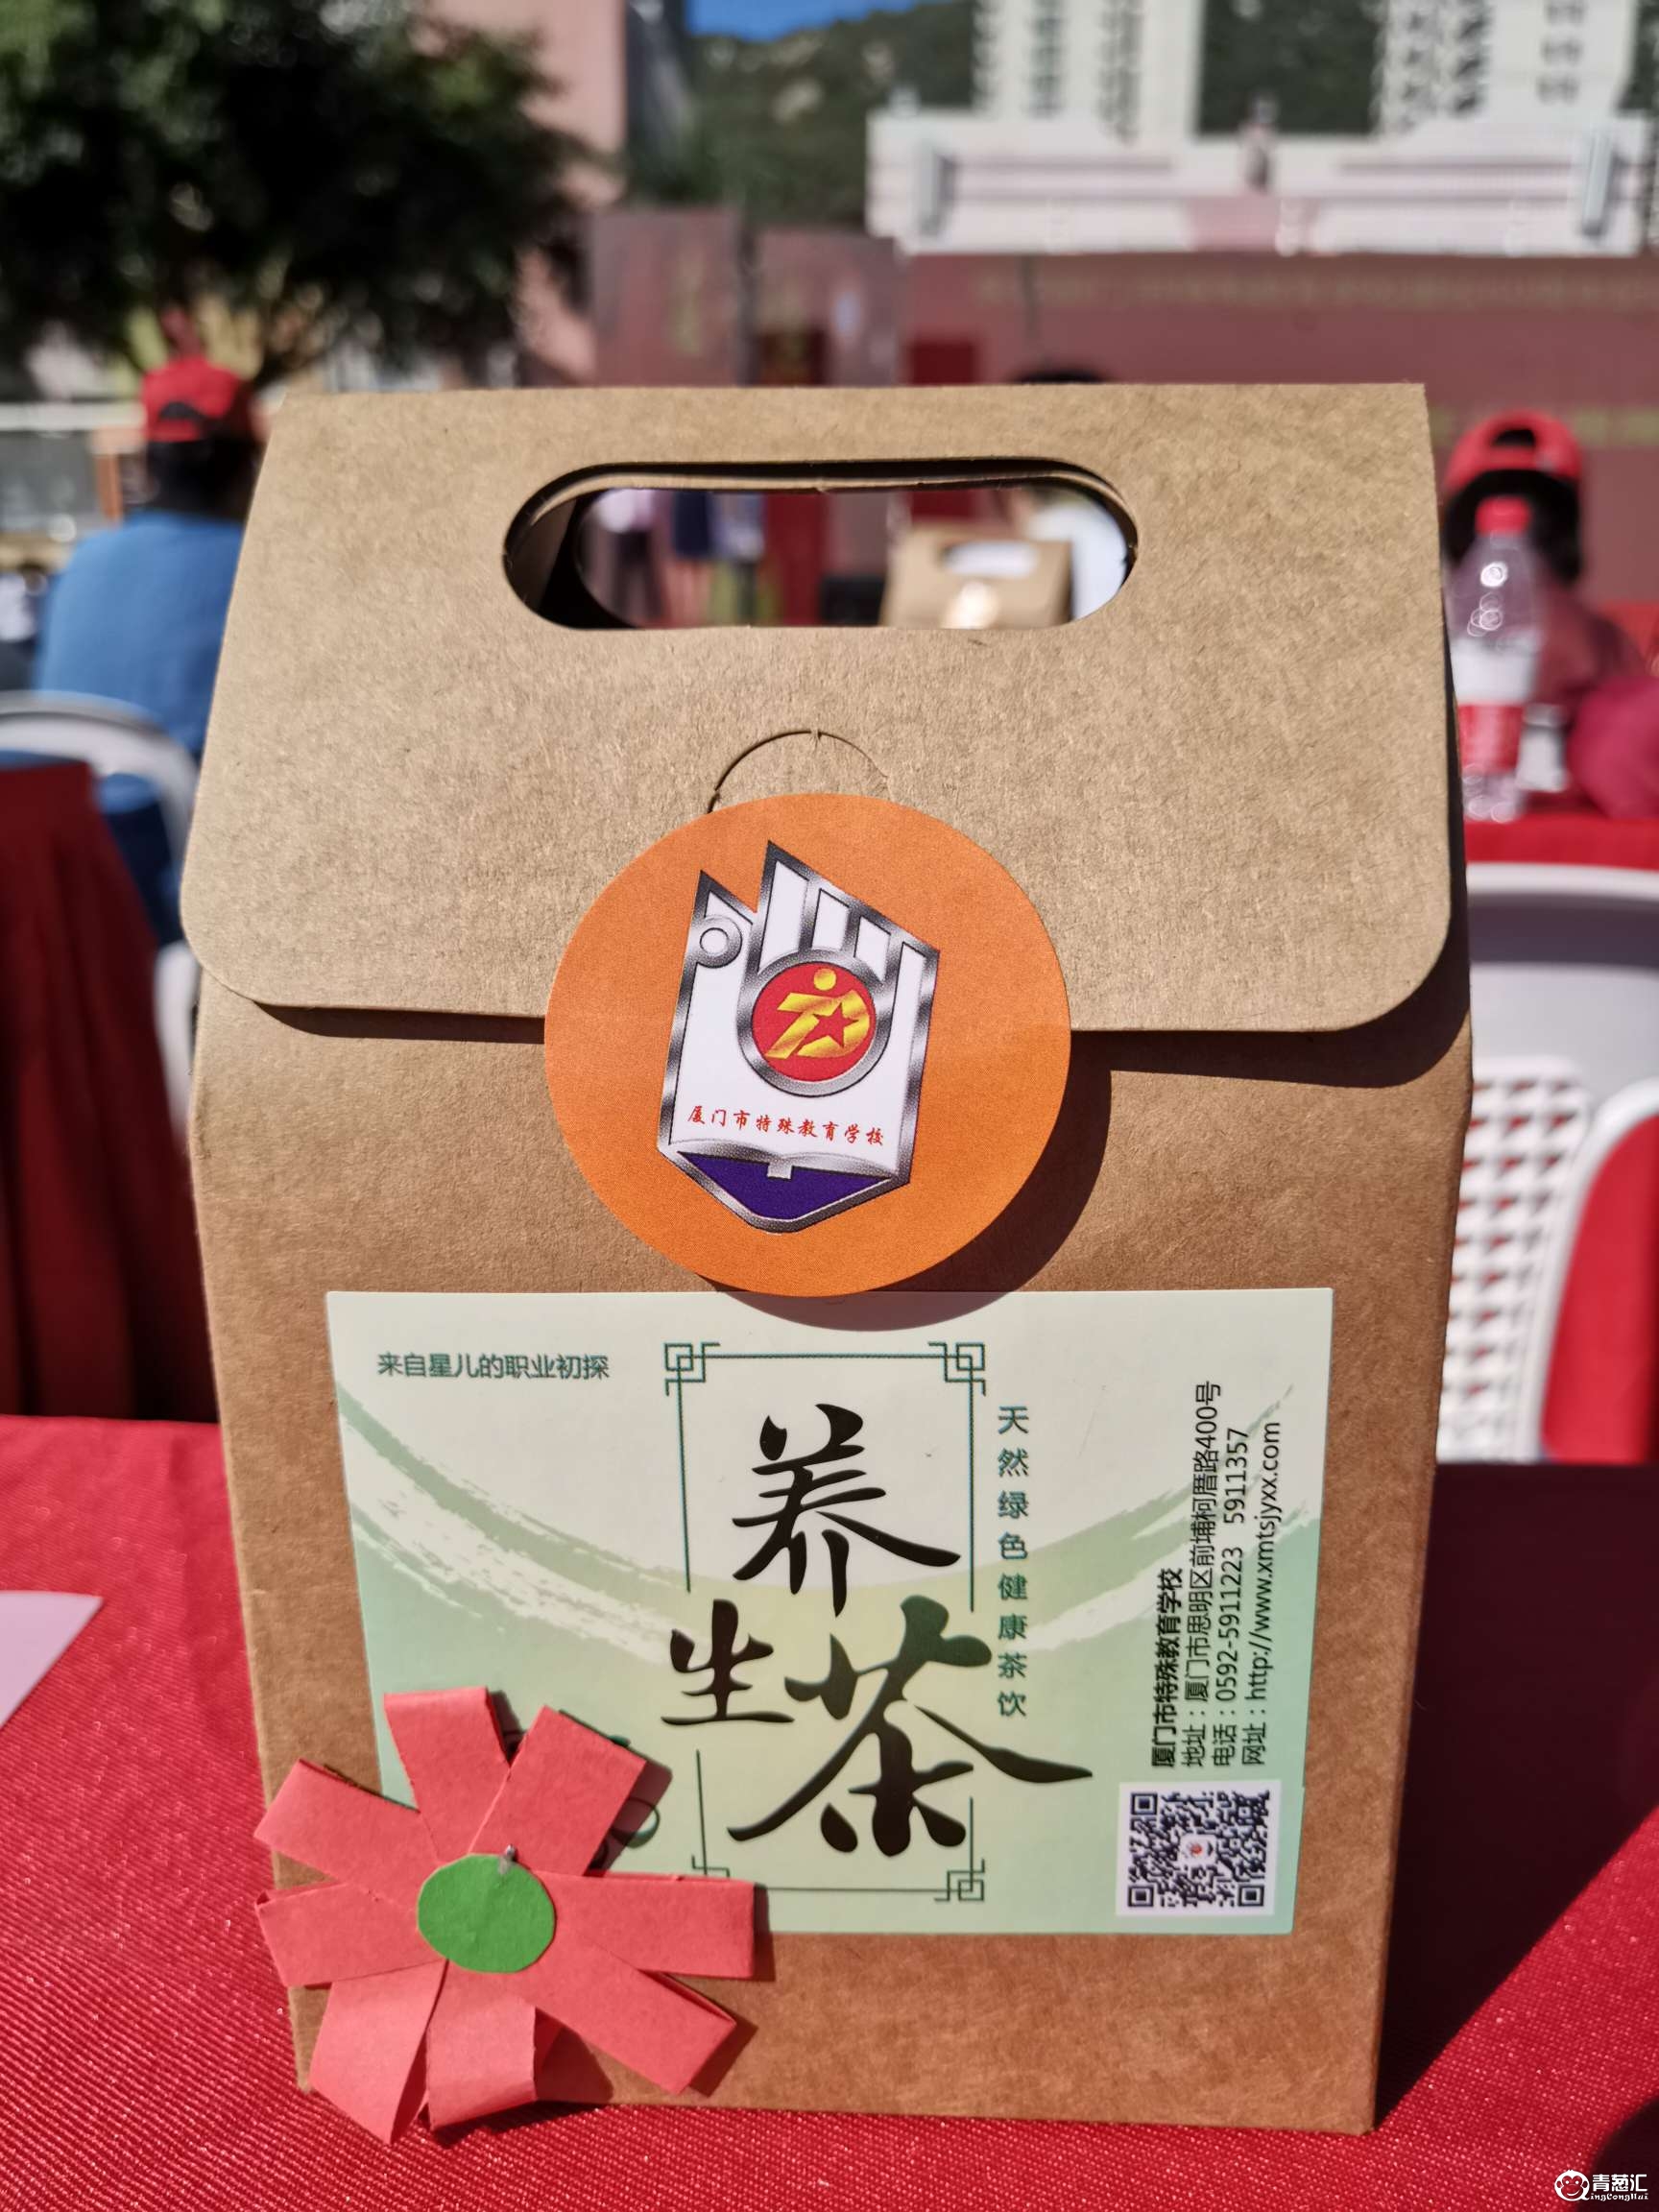 厦门市特殊教育学校
来自星儿的职业初探
养
生茶
天然绿色健康茶饮
厦门市特殊教育学校
地址：厦门市思明区前埔柯厝路400号
电话：0592-5911223 5911357
网址：http://www.xmtsjyxx.com
青葱汇
QingCongHui